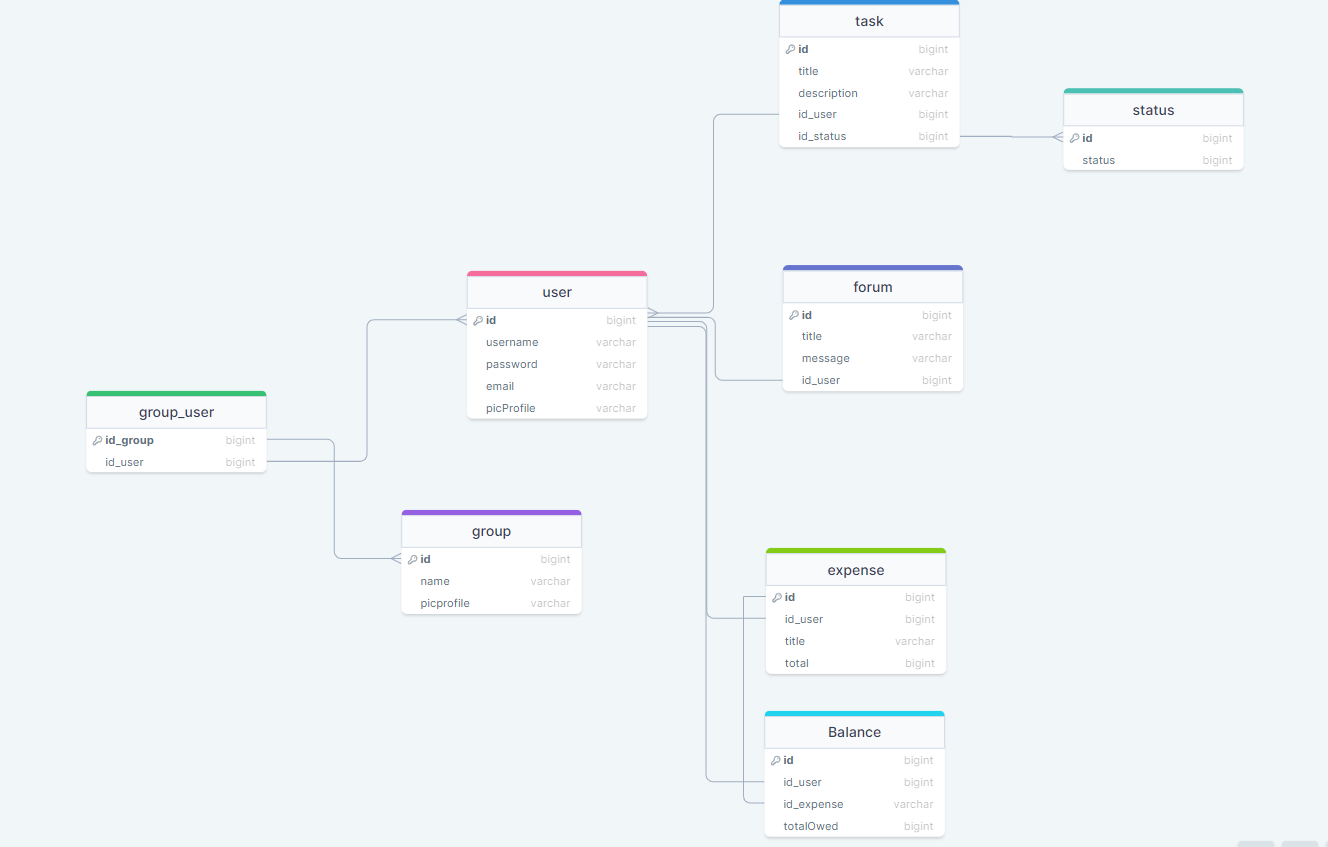 task
id bigint
title varchar
description varchar
id_user bigint
id_status bigint
status
id bigint
status bigint
user
id bigint
username varchar
password varchar
email varchar
picProfile varchar
forum
id bigint
title varchar
message varchar
id_user bigint
group_user
id_group bigint
id_user bigint
group
id bigint
name varchar
picprofile varchar
expense
id bigint
id_user bigint
title varchar
total bigint
Balance
id bigint
id_user bigint
id_expense varchar
totalOwed bigint